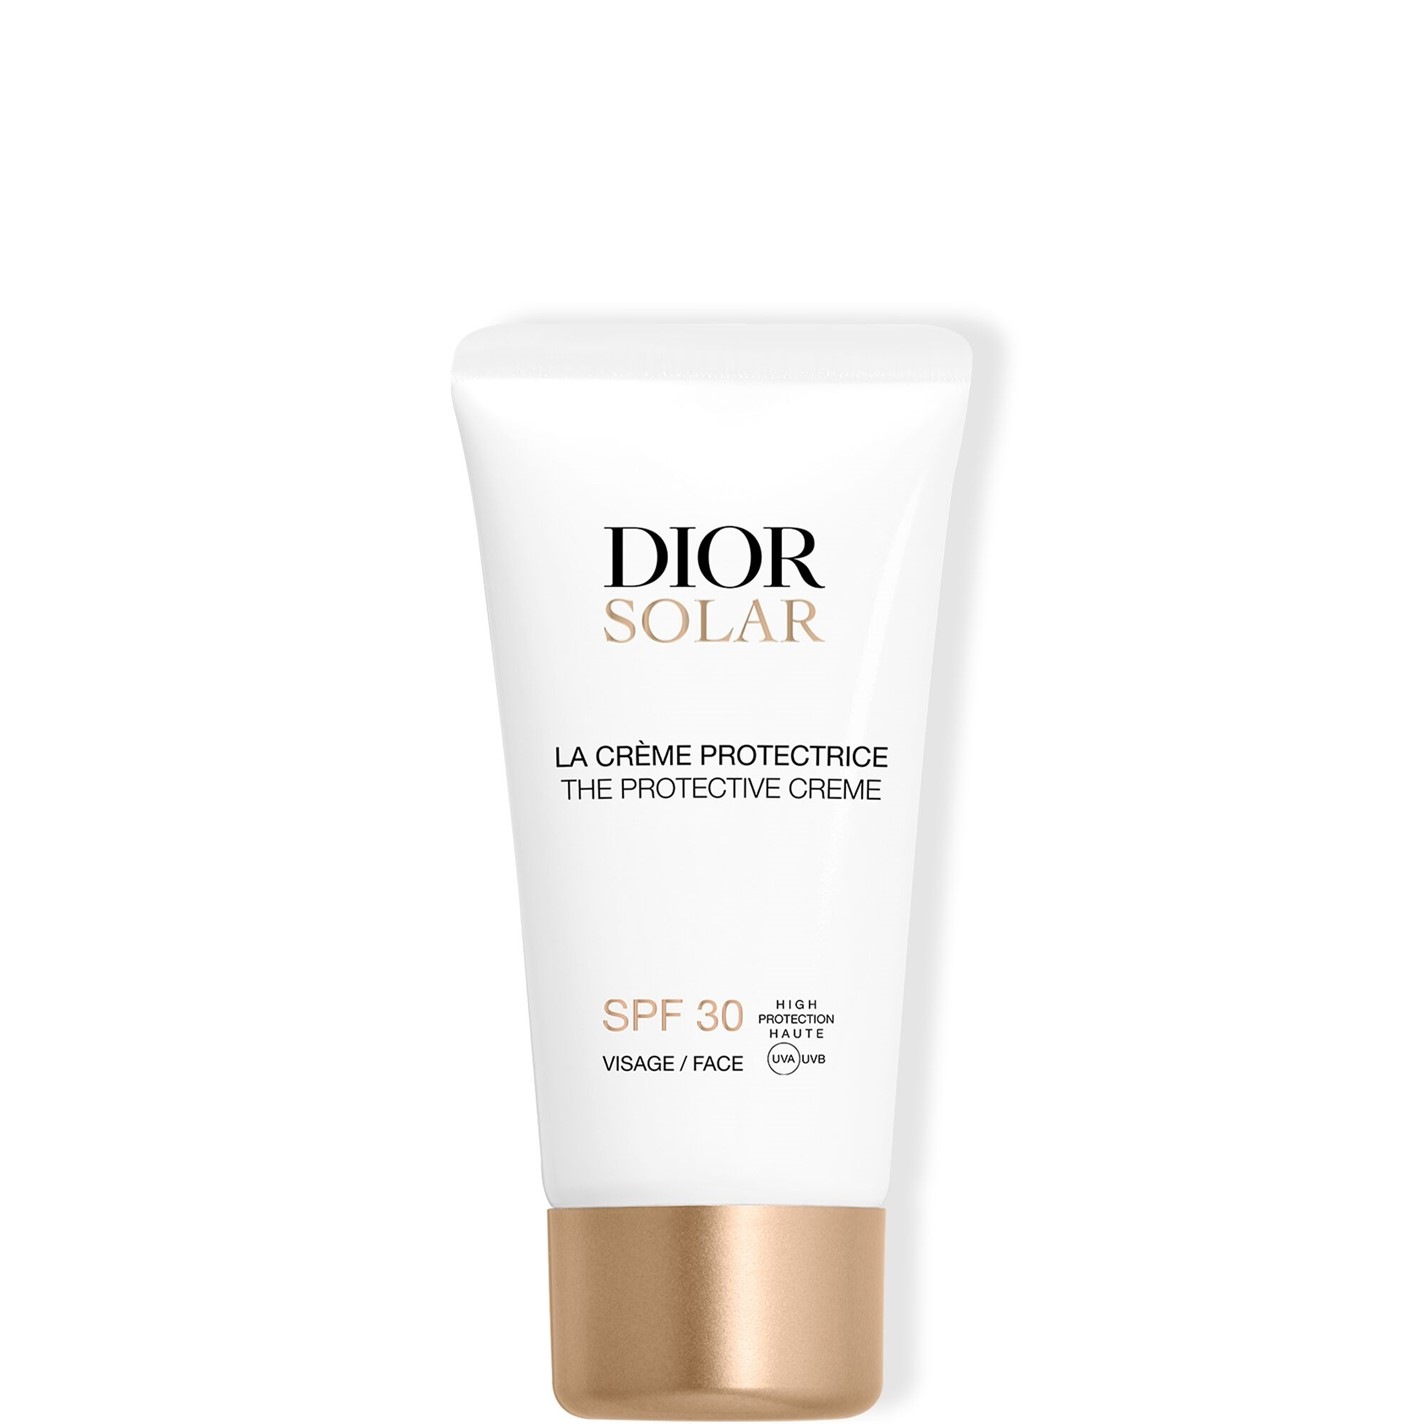 DIOR
SOLAR
LA CRÈME PROTECTRICE
THE PROTECTIVE CREME
SPF 30
HIGH
PROTECTION
HAUTE
VISAGE / FACE
UVA UVB